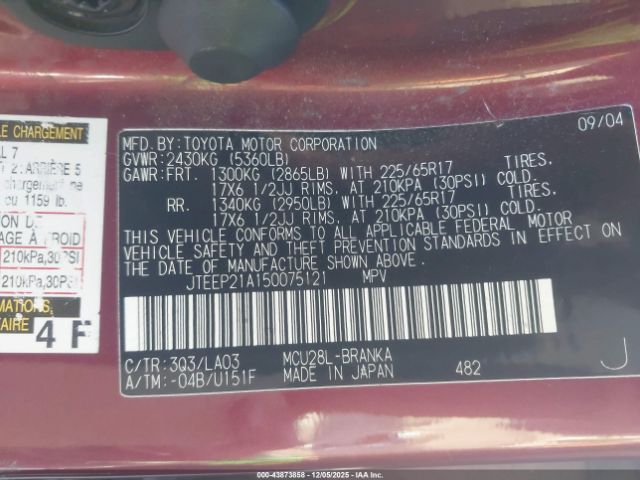 LE CHARGEMENT
L 7
2:ARRIÈRE 5
chargement ne
ou 1159 lb.
ION DE
AGE À FROID
210kPa,30PSI
210kPa,30PSI
MATIONS,
TAIRE
4 F
MFD. BY: TOYOTA MOTOR CORPORATION 09/04
GVWR: 2430KG (5360LB)
GAWR: FRT. 1300KG (2865LB) WITH 225/65R17 TIRES.
17X6 1/2JJ RIMS. AT 210KPA (30PSI) COLD.
RR. 1340KG (2950LB) WITH 225/65R17 TIRES.
17X6 1/2JJ RIMS. AT 210KPA (30PSI) COLD.
THIS VEHICLE CONFORMS TO ALL APPLICABLE FEDERAL MOTOR
VEHICLE SAFETY AND THEFT PREVENTION STANDARDS IN EFFECT ON
THE DATE OF MANUFACTURE SHOWN ABOVE.
JTEEP21A150075121 MPV
C/TR: 3Q3/LA03 MCU28L-BRANKA
A/TM: -04B/U151F MADE IN JAPAN 482 J
000-43873858 | 12/05/2025 | IAA Inc. | Copart